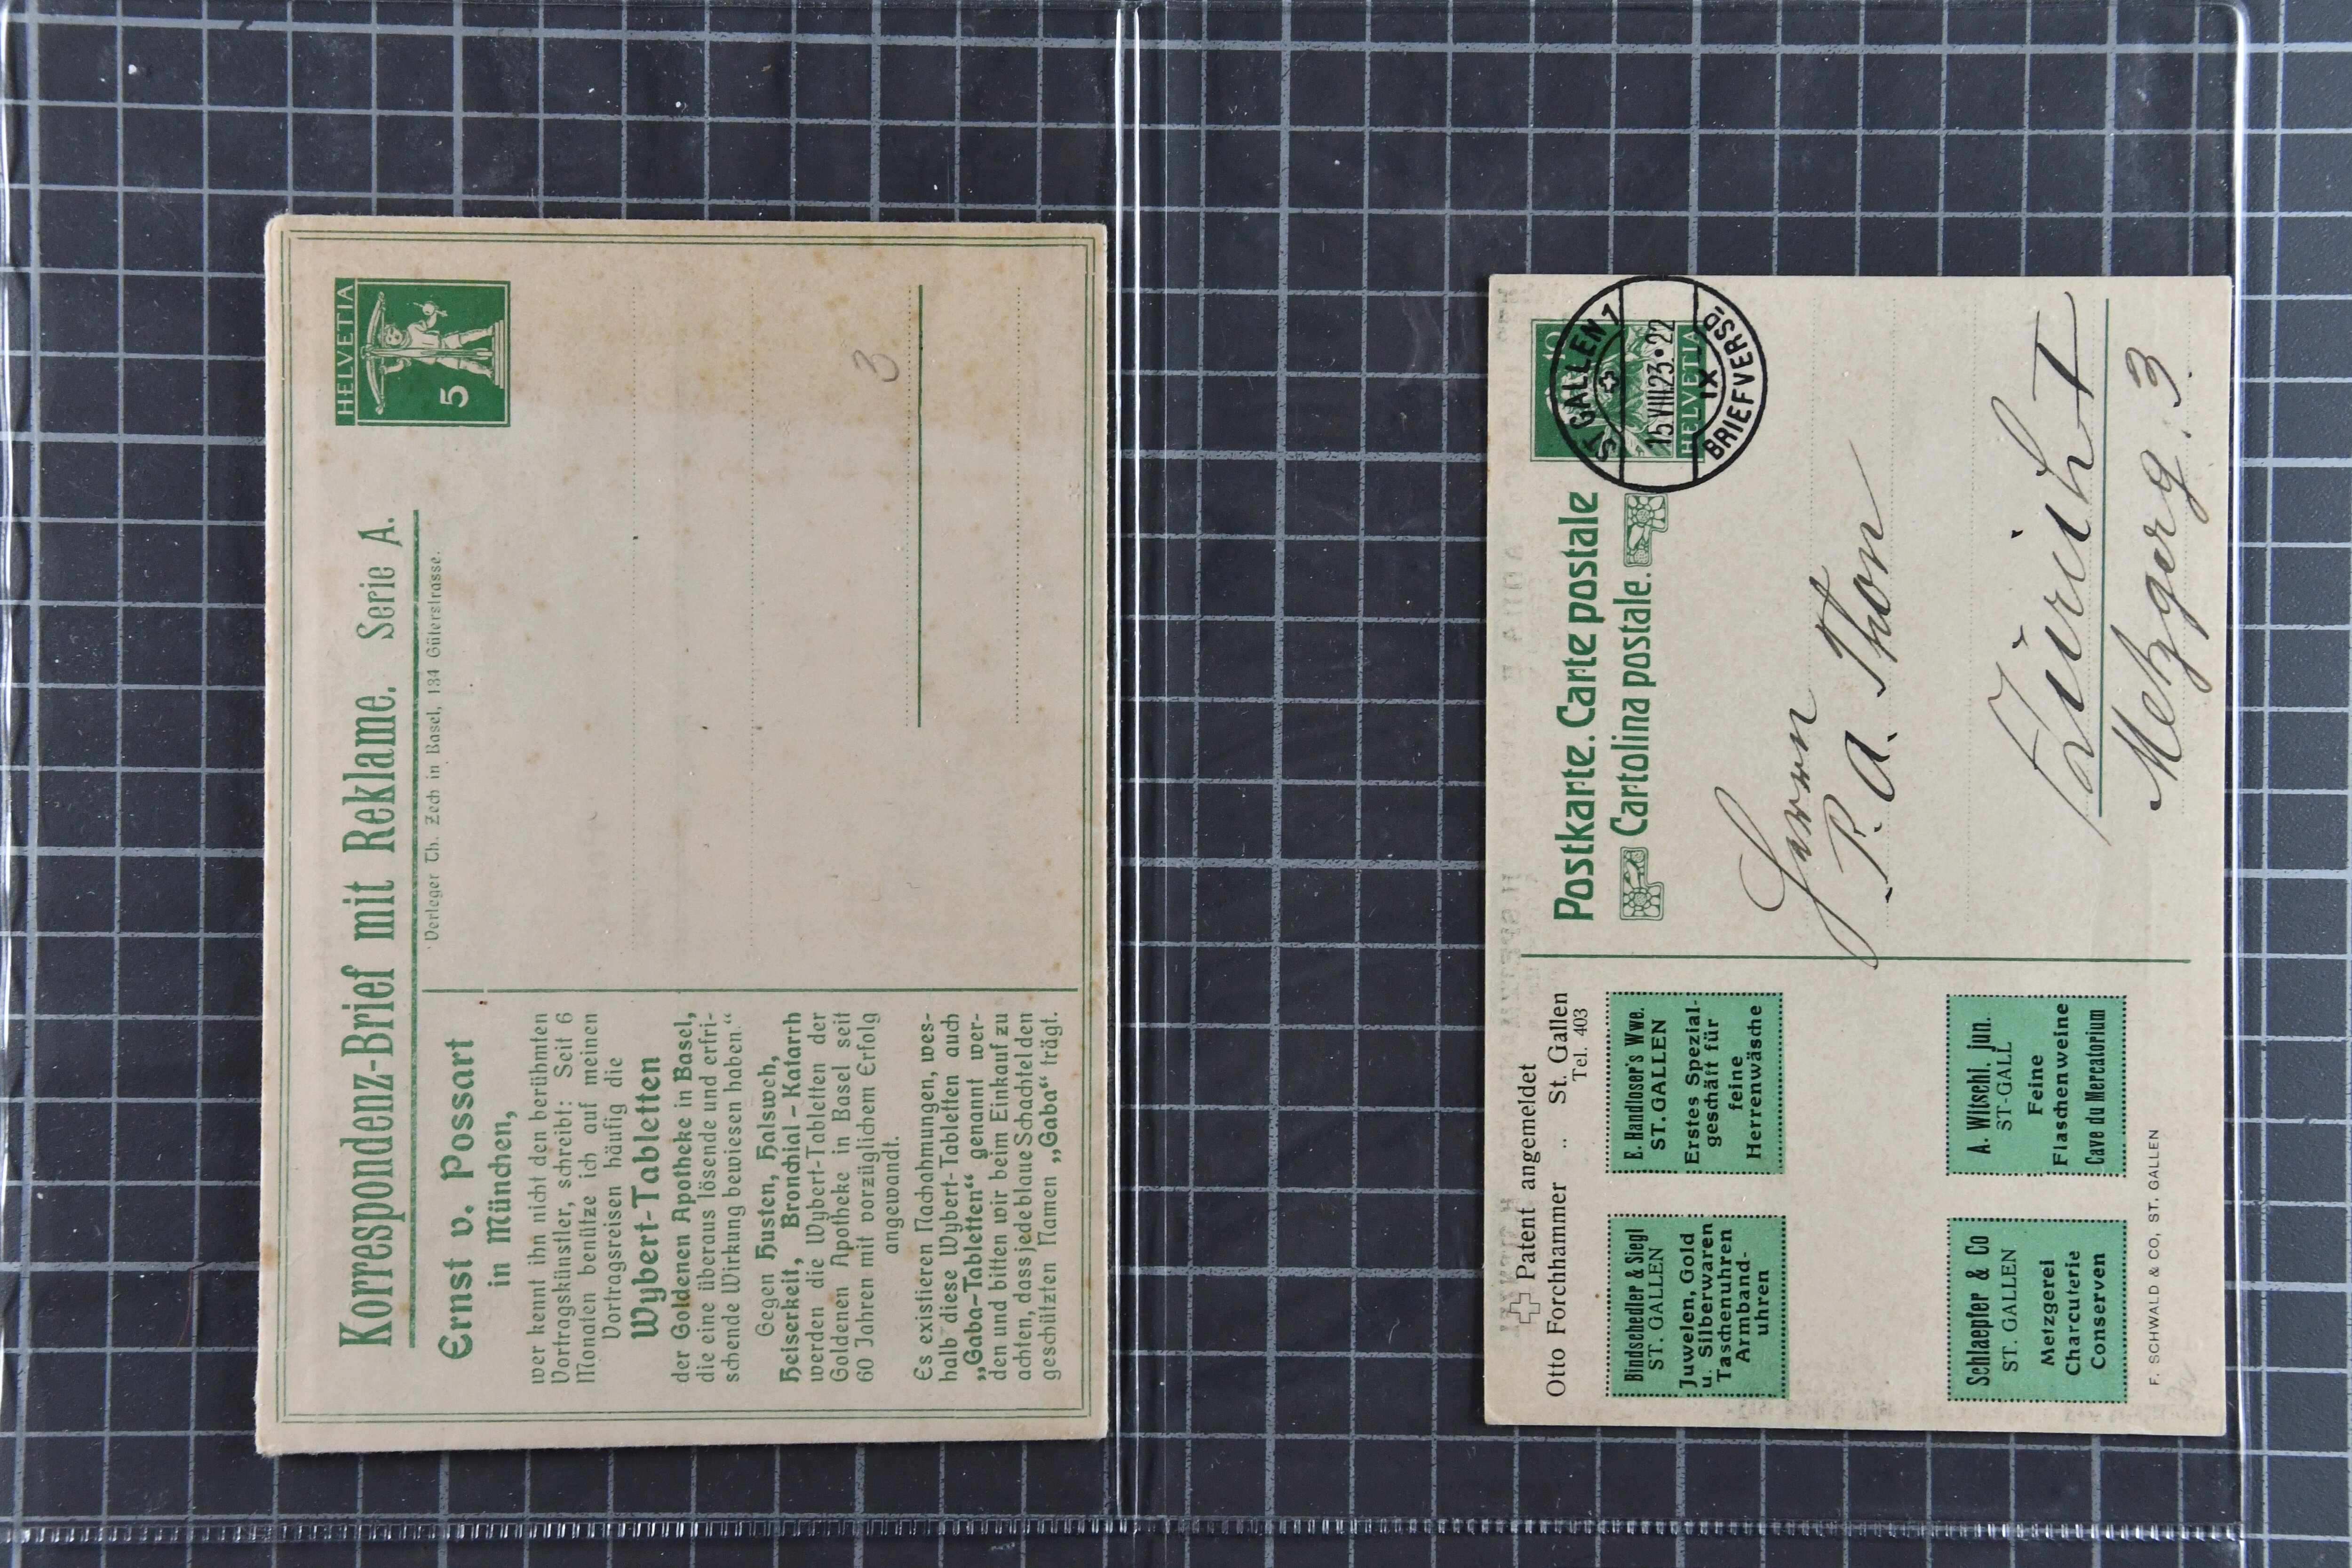 Korrespondenz-Brief mit Reklame. Serie A.
Verleger Th. Zech in Basel, 134 Güterstrasse.
HELVETIA
5
Ernst v. Possart
in München,
wer kennt ihn nicht den berühmten
Vortragskünstler, schreibt: Seit 6
Monaten benütze ich auf meinen
Vortragsreisen häufig die
Wybert-Tabletten
der Goldenen Apotheke in Basel,
die eine überaus lösende und erfri-
schende Wirkung bewiesen haben.“
Gegen Husten, Halsweh,
Heiserkeit, Bronchial-Katarrh
werden die Wybert-Tabletten der
Goldenen Apotheke in Basel seit
60 Jahren mit vorzüglichem Erfolg
angewandt.
Es existieren Nachahmungen, wes-
halb diese Wybert-Tabletten auch
„Gaba-Tabletten“ genannt wer-
den und bitten wir beim Einkauf zu
achten, dass jede blaue Schachtel den
geschützten Namen „Gaba“ trägt.
3
Patent angemeldet
Otto Forchhammer .. St. Gallen
Tel. 403
Bindschedler & Siegl
ST. GALLEN
Juwelen, Gold
u. Silberwaren
Taschenuhren
Armband-
uhren
E. Handloser's Wwe.
ST. GALLEN
Erstes Spezial-
geschäft für
feine
Herrenwäsche
Schlaepfer & Co
ST. GALLEN
Metzgerei
Charcuterie
Conserven
A. Witschi, jun.
ST-GALL
Feine
Flaschenweine
Cave du Mercatorium
F. SCHWALD & CO, ST. GALLEN
Postkarte. Carte postale
Cartolina postale.
10
HELVETIA
ST. GALLEN 1
15.VIII.23.22
IX
BRIEFVERSD.
Herrn
P. A. Thon
Zürich 1
Metzgerg. 3.